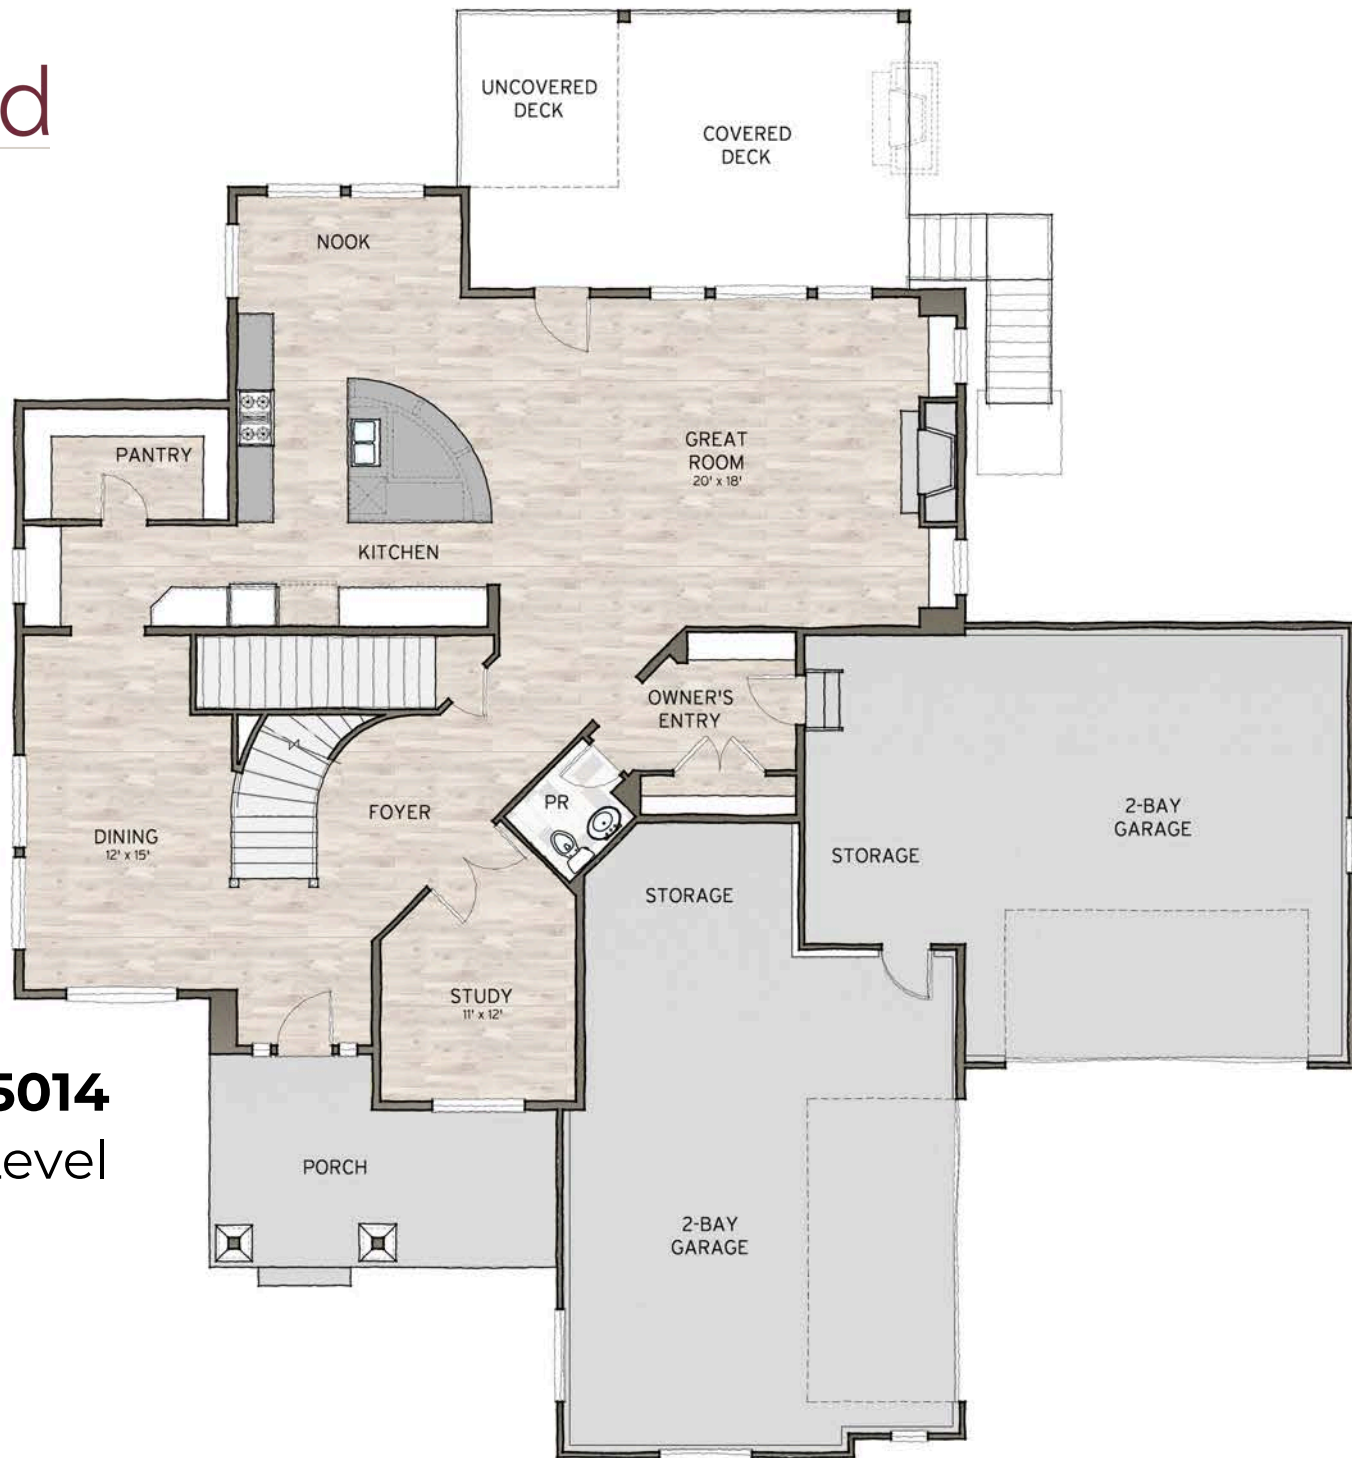 d
UNCOVERED
DECK
COVERED
DECK
NOOK
PANTRY
GREAT
ROOM
20' x 18'
KITCHEN
OWNER'S
ENTRY
PR
FOYER
DINING
12' x 15'
2-BAY
GARAGE
STORAGE
STORAGE
STUDY
11' x 12'
5014
evel
PORCH
2-BAY
GARAGE